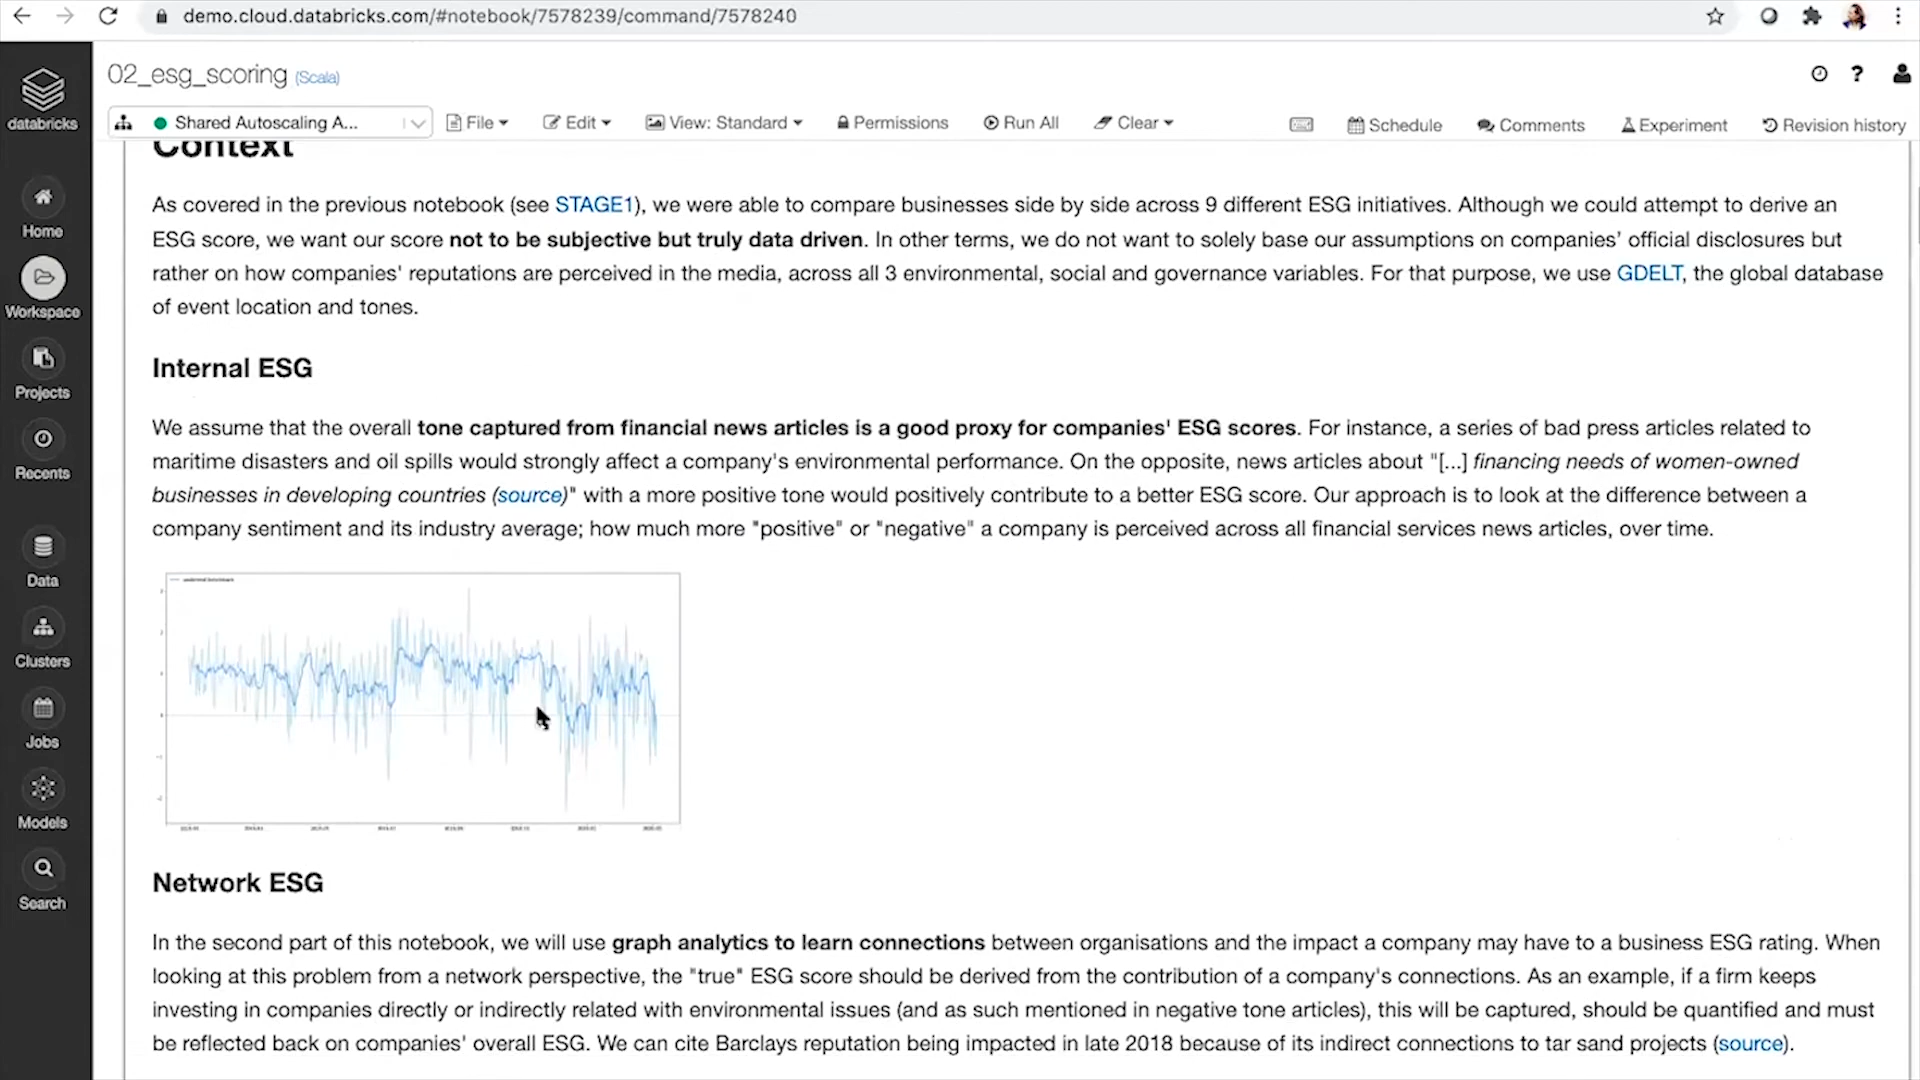 demo.cloud.databricks.com/#notebook/7578239/command/7578240
02_esg_scoring (Scala)
databricks
Shared Autoscaling A...
File
Edit
View: Standard
Permissions
Run All
Clear
Schedule
Comments
Experiment
Revision history
Home
Workspace
Projects
Recents
Data
Clusters
Jobs
Models
Search
Context
As covered in the previous notebook (see STAGE1), we were able to compare businesses side by side across 9 different ESG initiatives. Although we could attempt to derive an
ESG score, we want our score not to be subjective but truly data driven. In other terms, we do not want to solely base our assumptions on companies' official disclosures but
rather on how companies' reputations are perceived in the media, across all 3 environmental, social and governance variables. For that purpose, we use GDELT, the global database
of event location and tones.
Internal ESG
We assume that the overall tone captured from financial news articles is a good proxy for companies' ESG scores. For instance, a series of bad press articles related to
maritime disasters and oil spills would strongly affect a company's environmental performance. On the opposite, news articles about "[...] financing needs of women-owned
businesses in developing countries (source)" with a more positive tone would positively contribute to a better ESG score. Our approach is to look at the difference between a
company sentiment and its industry average; how much more "positive" or "negative" a company is perceived across all financial services news articles, over time.
Network ESG
In the second part of this notebook, we will use graph analytics to learn connections between organisations and the impact a company may have to a business ESG rating. When
looking at this problem from a network perspective, the "true" ESG score should be derived from the contribution of a company's connections. As an example, if a firm keeps
investing in companies directly or indirectly related with environmental issues (and as such mentioned in negative tone articles), this will be captured, should be quantified and must
be reflected back on companies' overall ESG. We can cite Barclays reputation being impacted in late 2018 because of its indirect connections to tar sand projects (source).